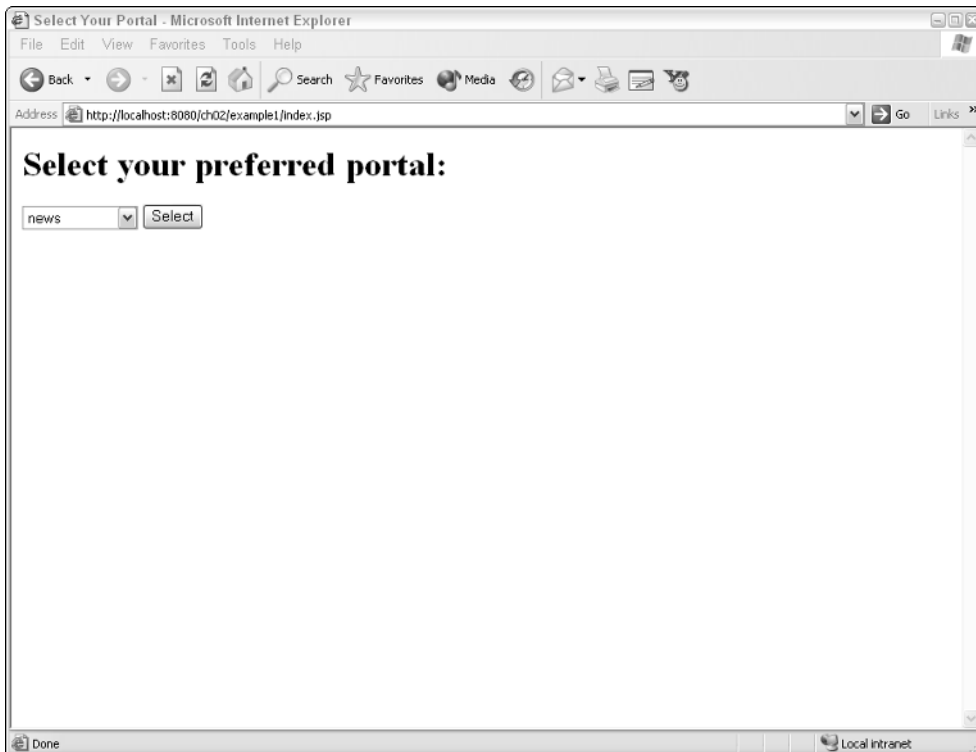 Select Your Portal - Microsoft Internet Explorer
File Edit View Favorites Tools Help
Back Search Favorites Media
Address http://localhost:8080/ch02/example1/index.jsp Go Links »
Select your preferred portal:
news Select
Done Local intranet